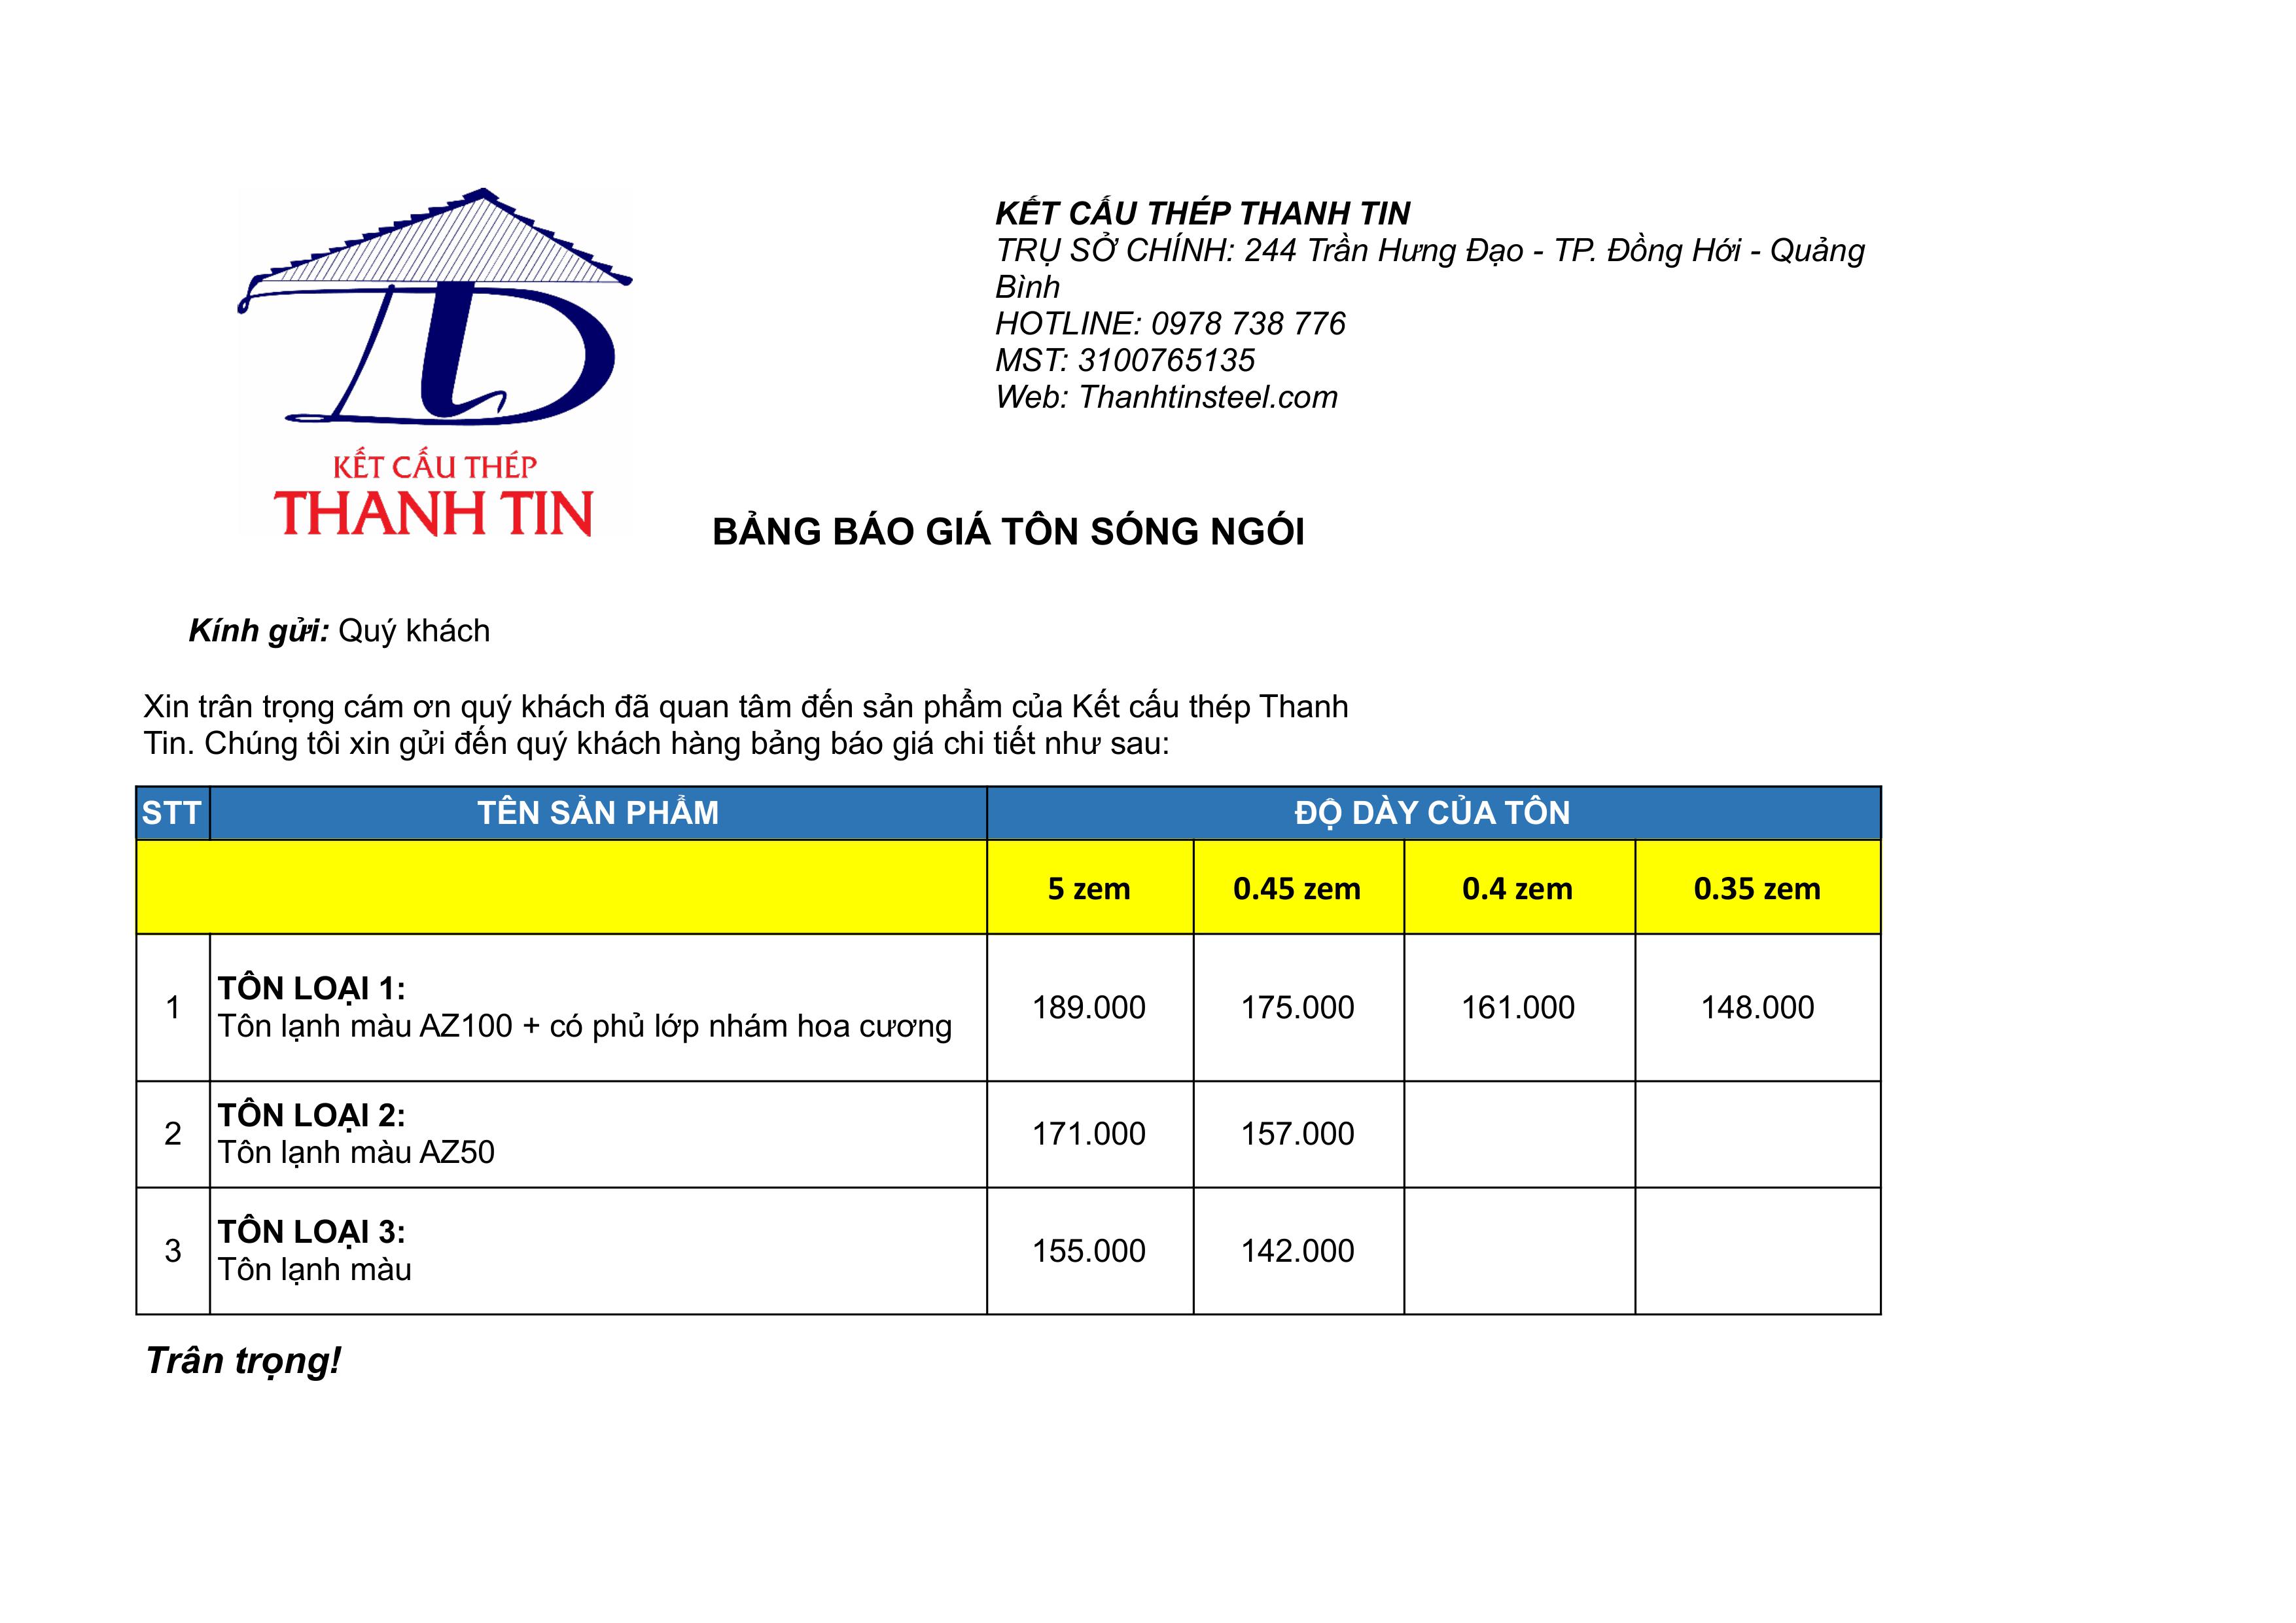 KẾT CẤU THÉP
THANH TIN
KẾT CẤU THÉP THANH TIN
TRỤ SỞ CHÍNH: 244 Trần Hưng Đạo - TP. Đồng Hới - Quảng
Bình
HOTLINE: 0978 738 776
MST: 3100765135
Web: Thanhtinsteel.com
BẢNG BÁO GIÁ TÔN SÓNG NGÓI
Kính gửi: Quý khách
Xin trân trọng cám ơn quý khách đã quan tâm đến sản phẩm của Kết cấu thép Thanh
Tin. Chúng tôi xin gửi đến quý khách hàng bảng báo giá chi tiết như sau:
STT TÊN SẢN PHẨM ĐỘ DÀY CỦA TÔN
5 zem 0.45 zem 0.4 zem 0.35 zem
TÔN LOẠI 1:
1 Tôn lạnh màu AZ100 + có phủ lớp nhám hoa cương 189.000 175.000 161.000 148.000
TÔN LOẠI 2:
2 Tôn lạnh màu AZ50 171.000 157.000
TÔN LOẠI 3:
3 Tôn lạnh màu 155.000 142.000
Trân trọng!